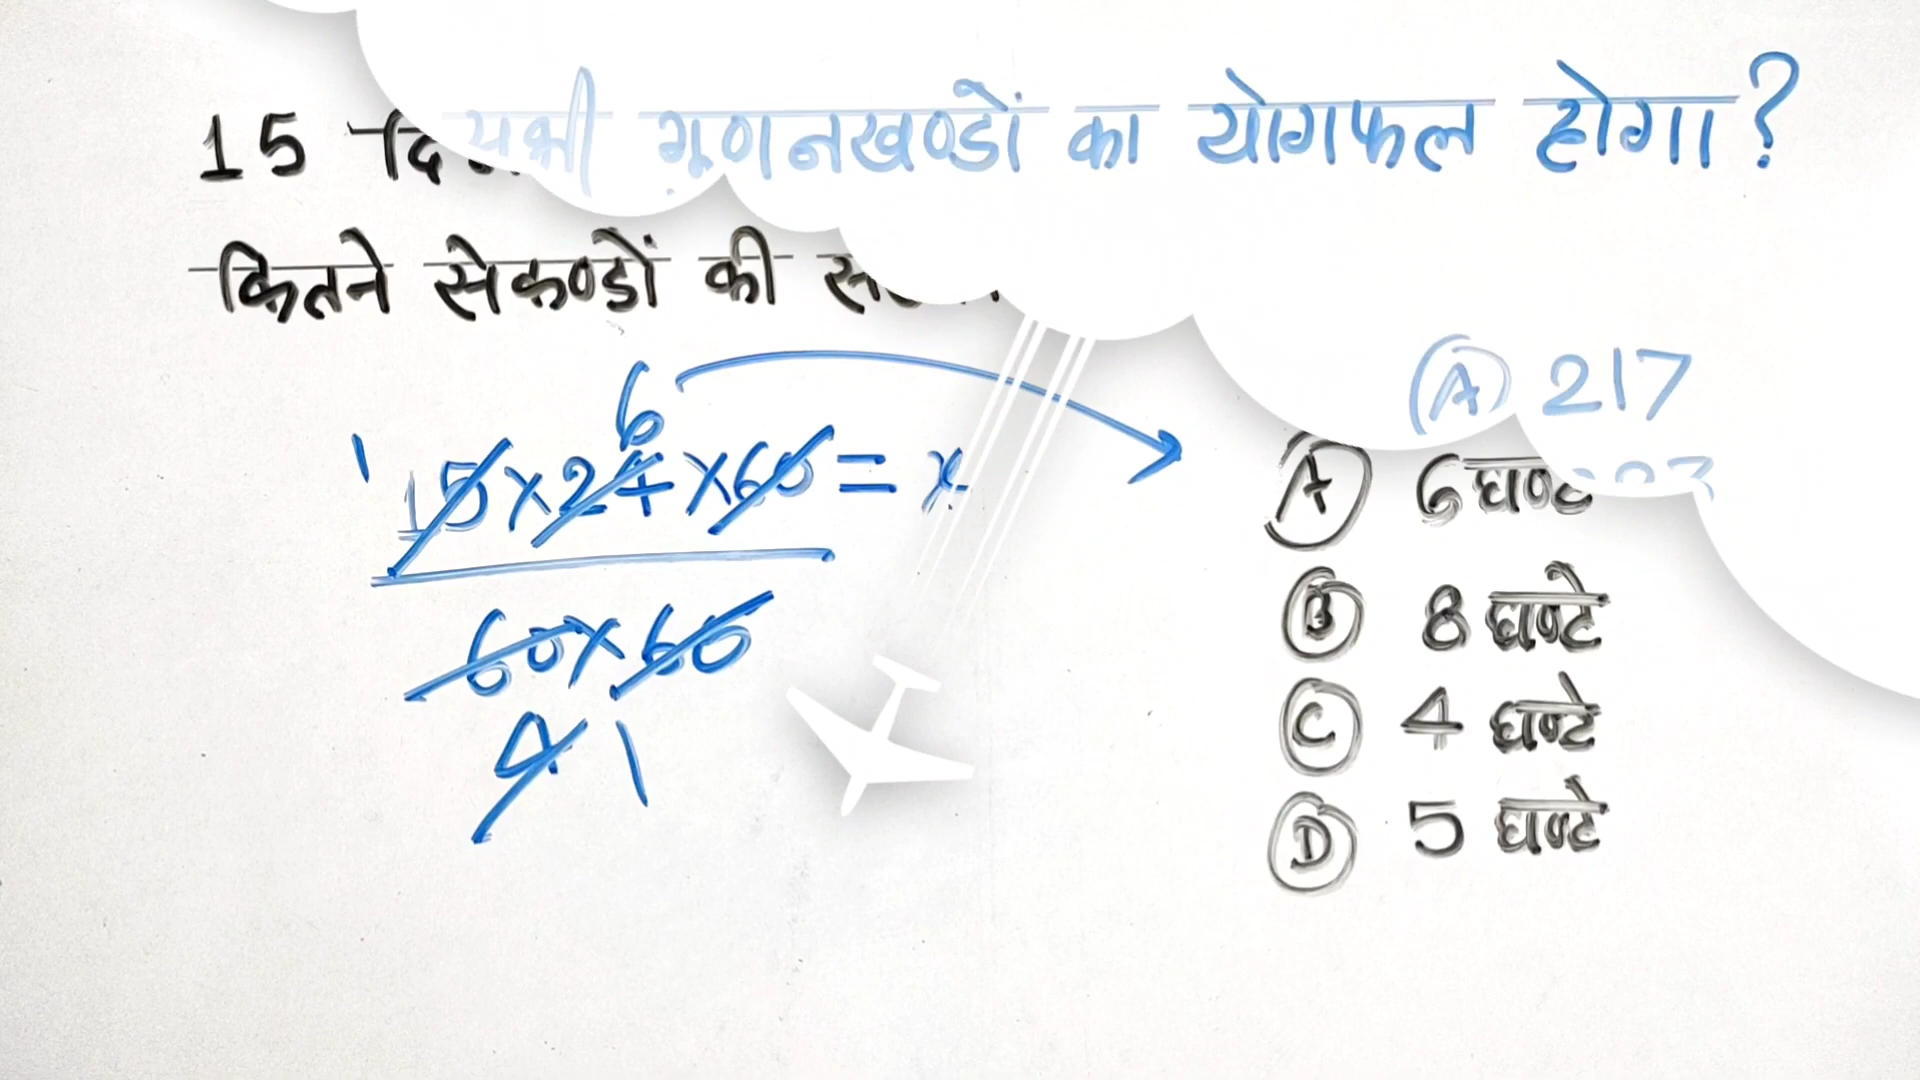 15 सभी गुणनखण्डों का योगफल होगा?
कितने सेकण्डों की
(A) 217
6
1 15×24×60 = x
60×60
4 1
(A) 6 घण्टे
(B) 8 घण्टे
(C) 4 घण्टे
(D) 5 घण्टे